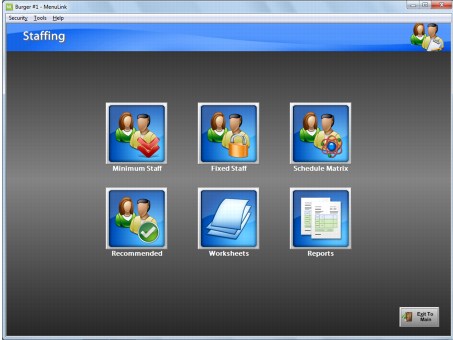 Burger #1 - MenuLink
Security Tools Help
Staffing
Minimum Staff
Fixed Staff
Schedule Matrix
Recommended
Worksheets
Reports
Exit To
Main